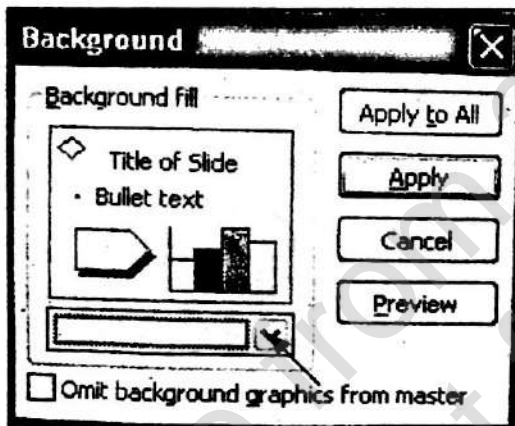 Background
Background fill
Title of Slide
• Bullet text
Omit background graphics from master
Apply to All
Apply
Cancel
Preview